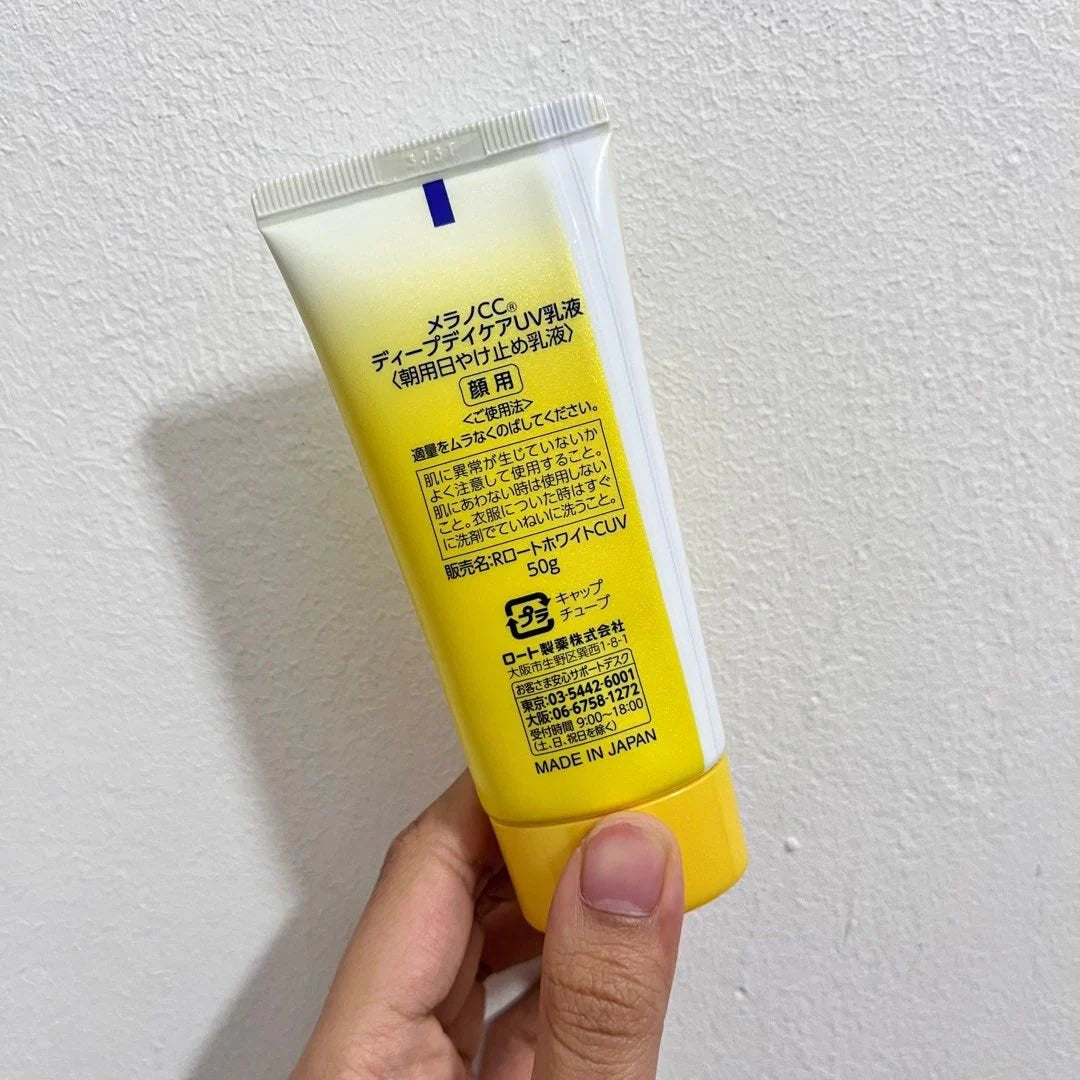 メラノCC®
ディープデイケアUV乳液
〈朝用日やけ止め乳液〉
顔用
<ご使用法>
適量をムラなくのばしてください。
肌に異常が生じていないか
よく注意して使用すること。
肌にあわない時は使用しない
こと。衣服についた時はすぐ
に洗剤でていねいに洗うこと。
販売名:RロートホワイトCUV
50g
プラ
キャップ
チューブ
ロート製薬株式会社
大阪市生野区巽西1-8-1
お客さま安心サポートデスク
東京:03-5442-6001
大阪:06-6758-1272
受付時間 9:00～18:00
(土、日、祝日を除く)
MADE IN JAPAN